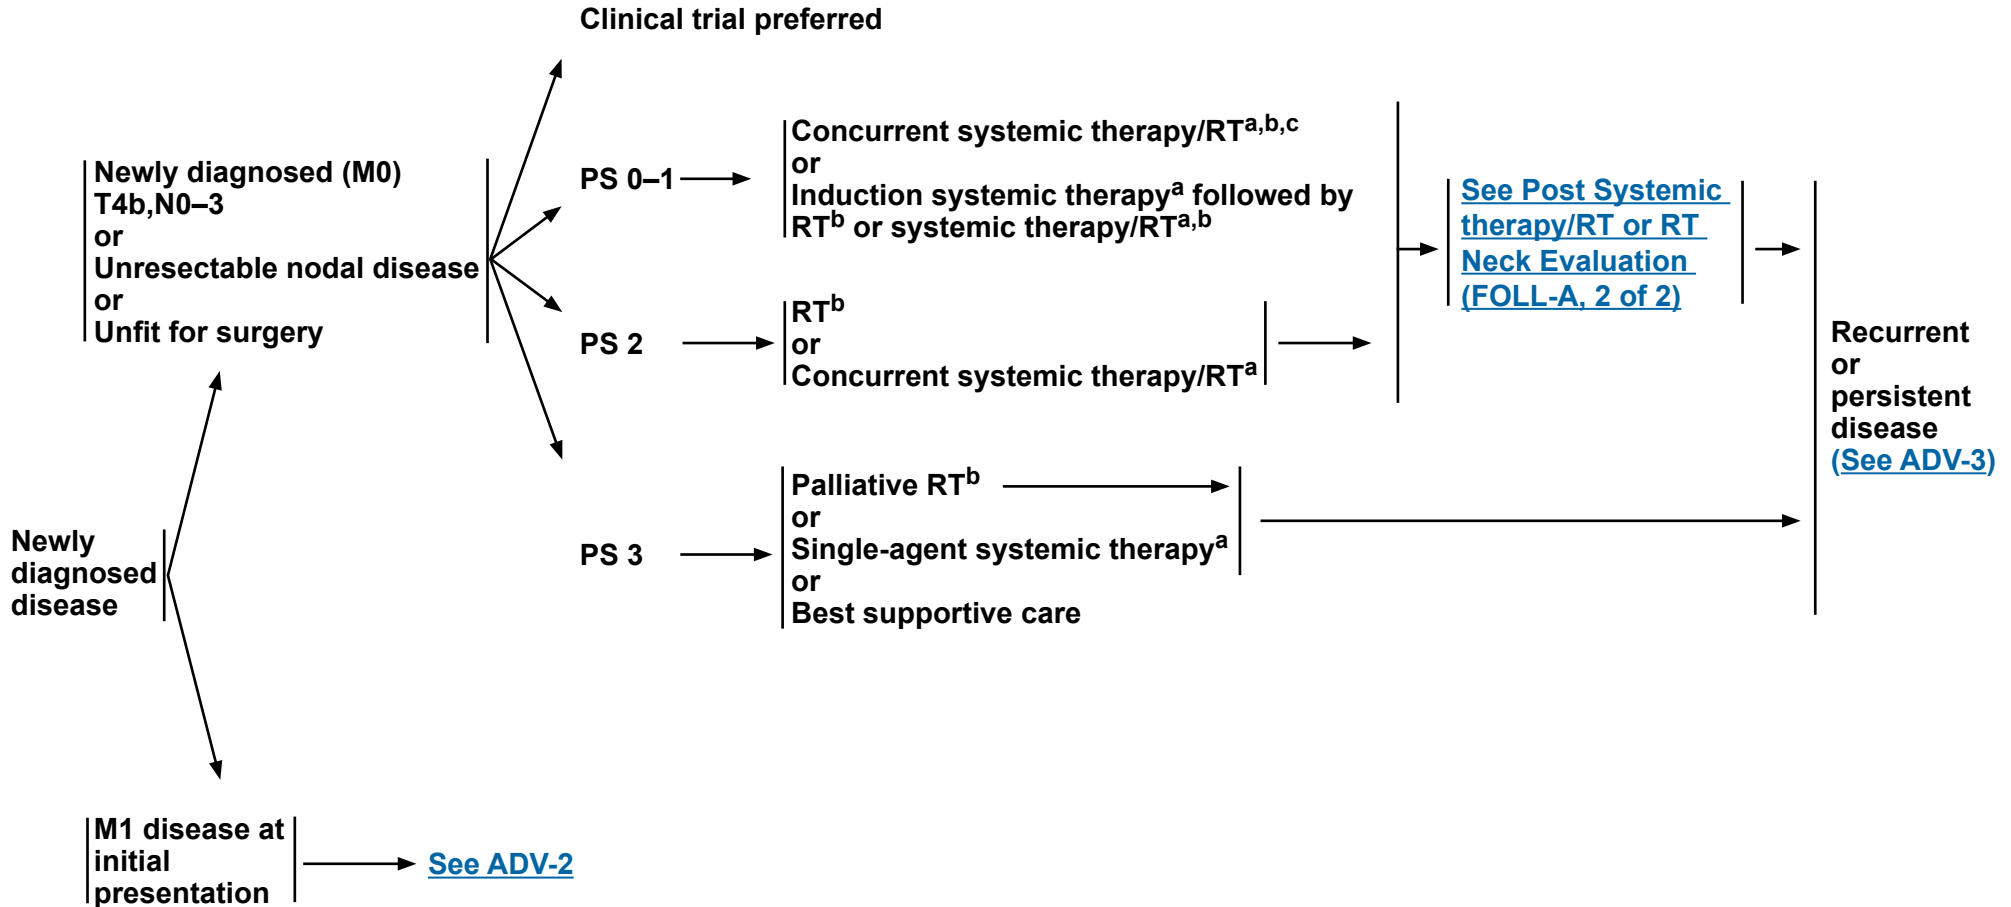 Clinical trial preferred
Newly diagnosed (M0)
T4b,N0–3
or
Unresectable nodal disease
or
Unfit for surgery
PS 0–1
Concurrent systemic therapy/RTa,b,c
or
Induction systemic therapya followed by
RTb or systemic therapy/RTa,b
See Post Systemic
therapy/RT or RT
Neck Evaluation
(FOLL-A, 2 of 2)
PS 2
RTb
or
Concurrent systemic therapy/RTa
Recurrent
or
persistent
disease
(See ADV-3)
PS 3
Palliative RTb
or
Single-agent systemic therapya
or
Best supportive care
Newly
diagnosed
disease
M1 disease at
initial
presentation
See ADV-2